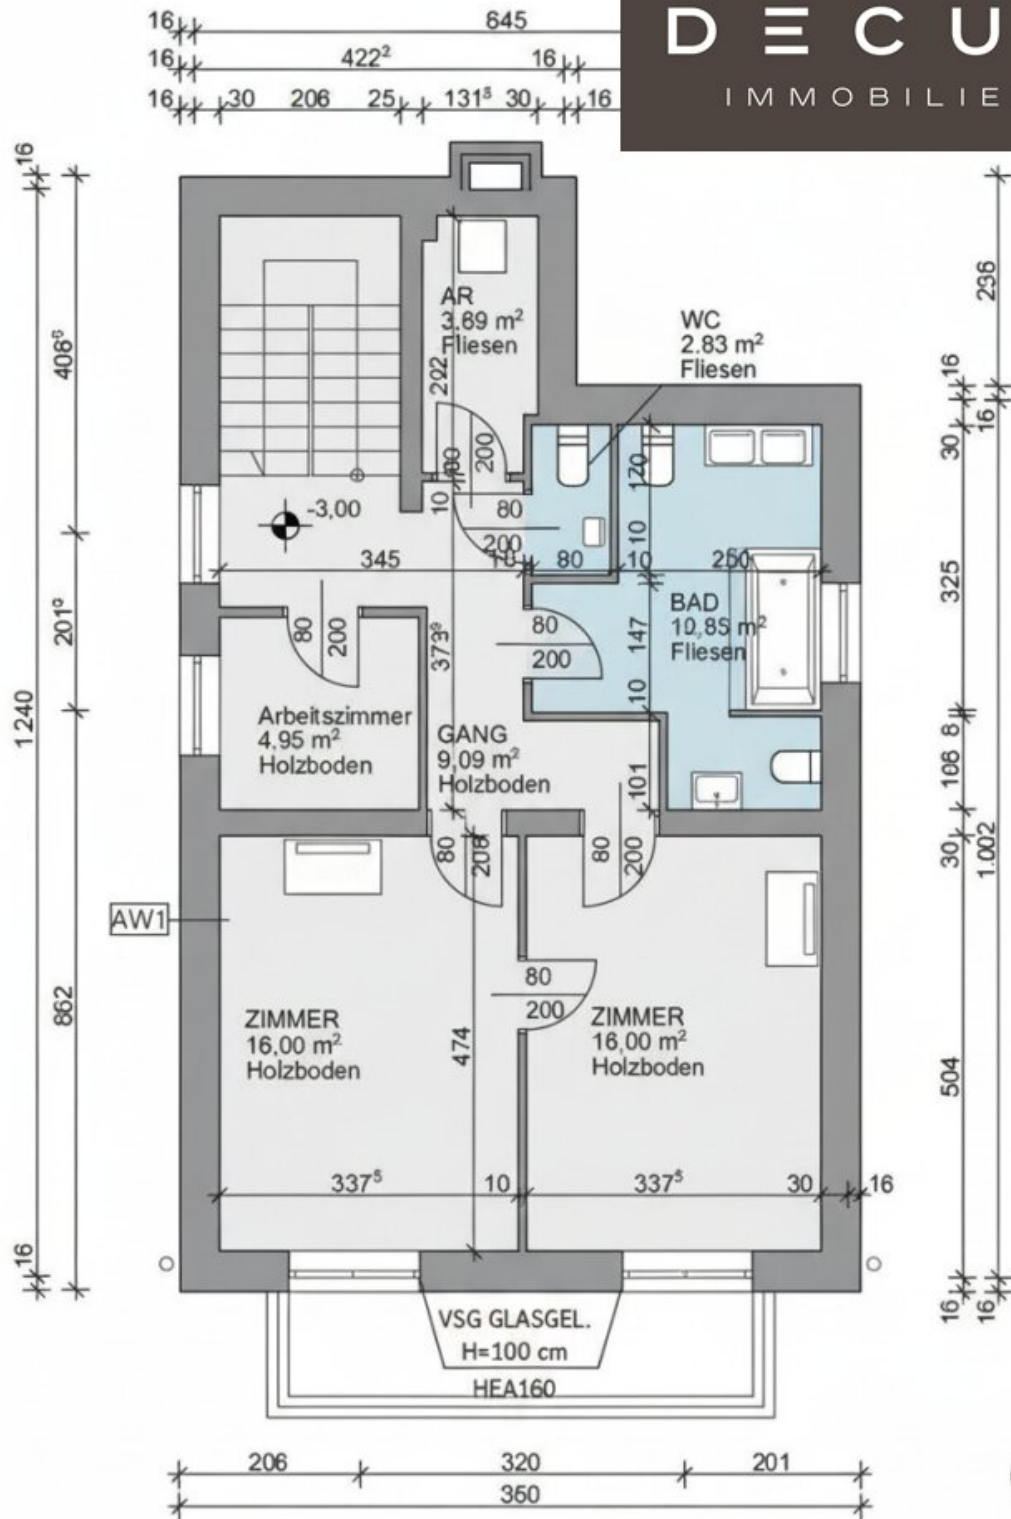 16 645
DECU
IMMOBILIE
16 422² 16
16 30 206 25 131⁵ 30 16
16
408⁶
201⁹
1240
862
16
236
16
16
30
325
8
106
30
1.002
504
16
16
AR
3.69 m²
Fliesen
202
80
200
WC
2.83 m²
Fliesen
-3,00
10
80
200
170
10
345
10
80
10
250
80
200
373⁹
80
200
147
10
BAD
10,85 m²
Fliesen
Arbeitszimmer
4.95 m²
Holzboden
GANG
9,09 m²
Holzboden
101
80
208
80
200
AW1
80
200
ZIMMER
16,00 m²
Holzboden
474
ZIMMER
16,00 m²
Holzboden
337⁵ 10 337⁵ 30 16
VSG GLASGEL.
H=100 cm
HEA160
206 320 201
360